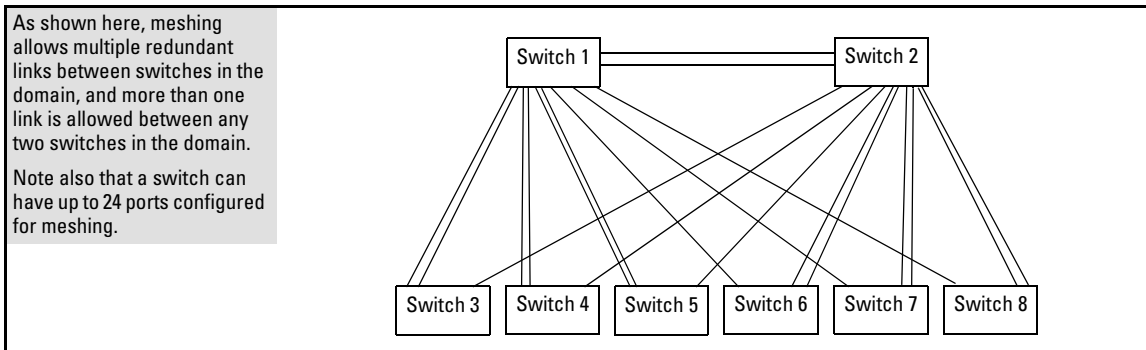 As shown here, meshing
allows multiple redundant
links between switches in the
domain, and more than one
link is allowed between any
two switches in the domain.
Note also that a switch can
have up to 24 ports configured
for meshing.
Switch 1
Switch 2
Switch 3
Switch 4
Switch 5
Switch 6
Switch 7
Switch 8